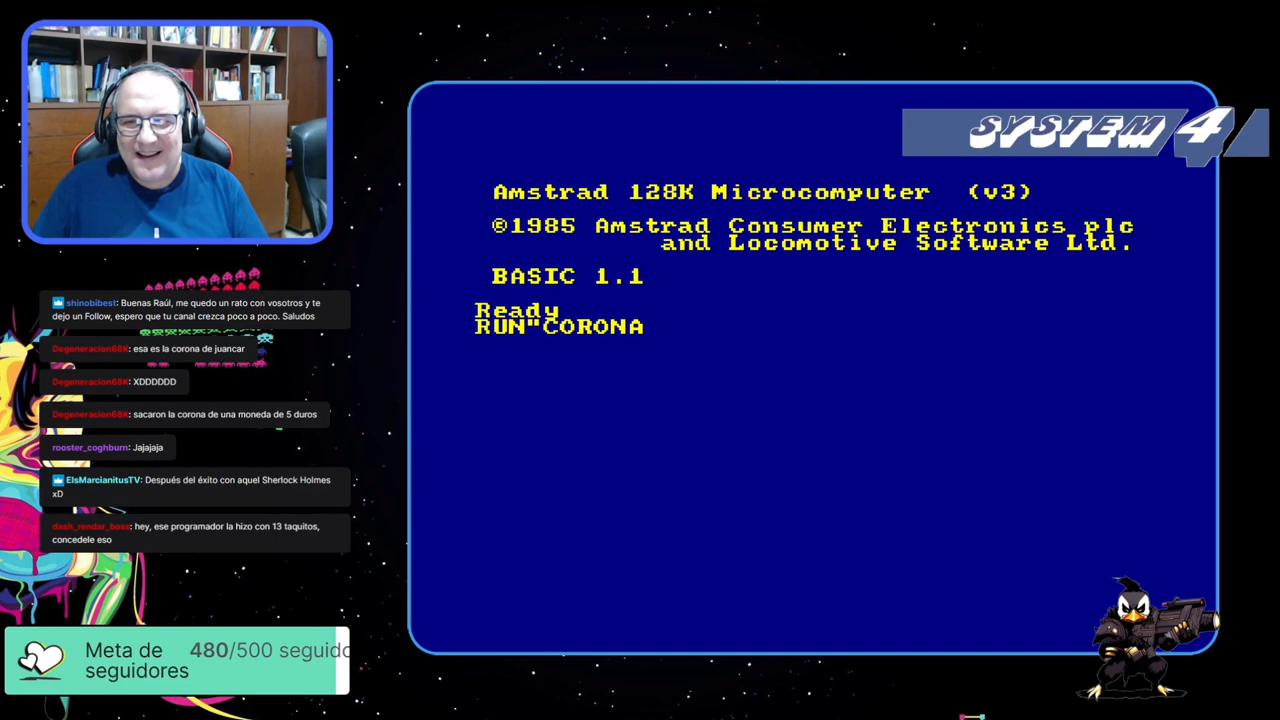 SYSTEM 4
Amstrad 128K Microcomputer (v3)
©1985 Amstrad Consumer Electronics plc
and Locomotive Software Ltd.
BASIC 1.1
Ready
RUN"CORONA
shinobibest: Buenas Raúl, me quedo un rato con vosotros y te
dejo un Follow, espero que tu canal crezca poco a poco. Saludos
Degeneracion68K: esa es la corona de juancar
Degeneracion68K: XDDDDDD
Degeneracion68K: sacaron la corona de una moneda de 5 duros
rooster_coghburn: Jajajaja
ElsMarcianitusTV: Después del éxito con aquel Sherlock Holmes
xD
dash_rendar_boss: hey, ese programador la hizo con 13 taquitos,
concedele eso
Meta de 480/500 seguido
seguidores